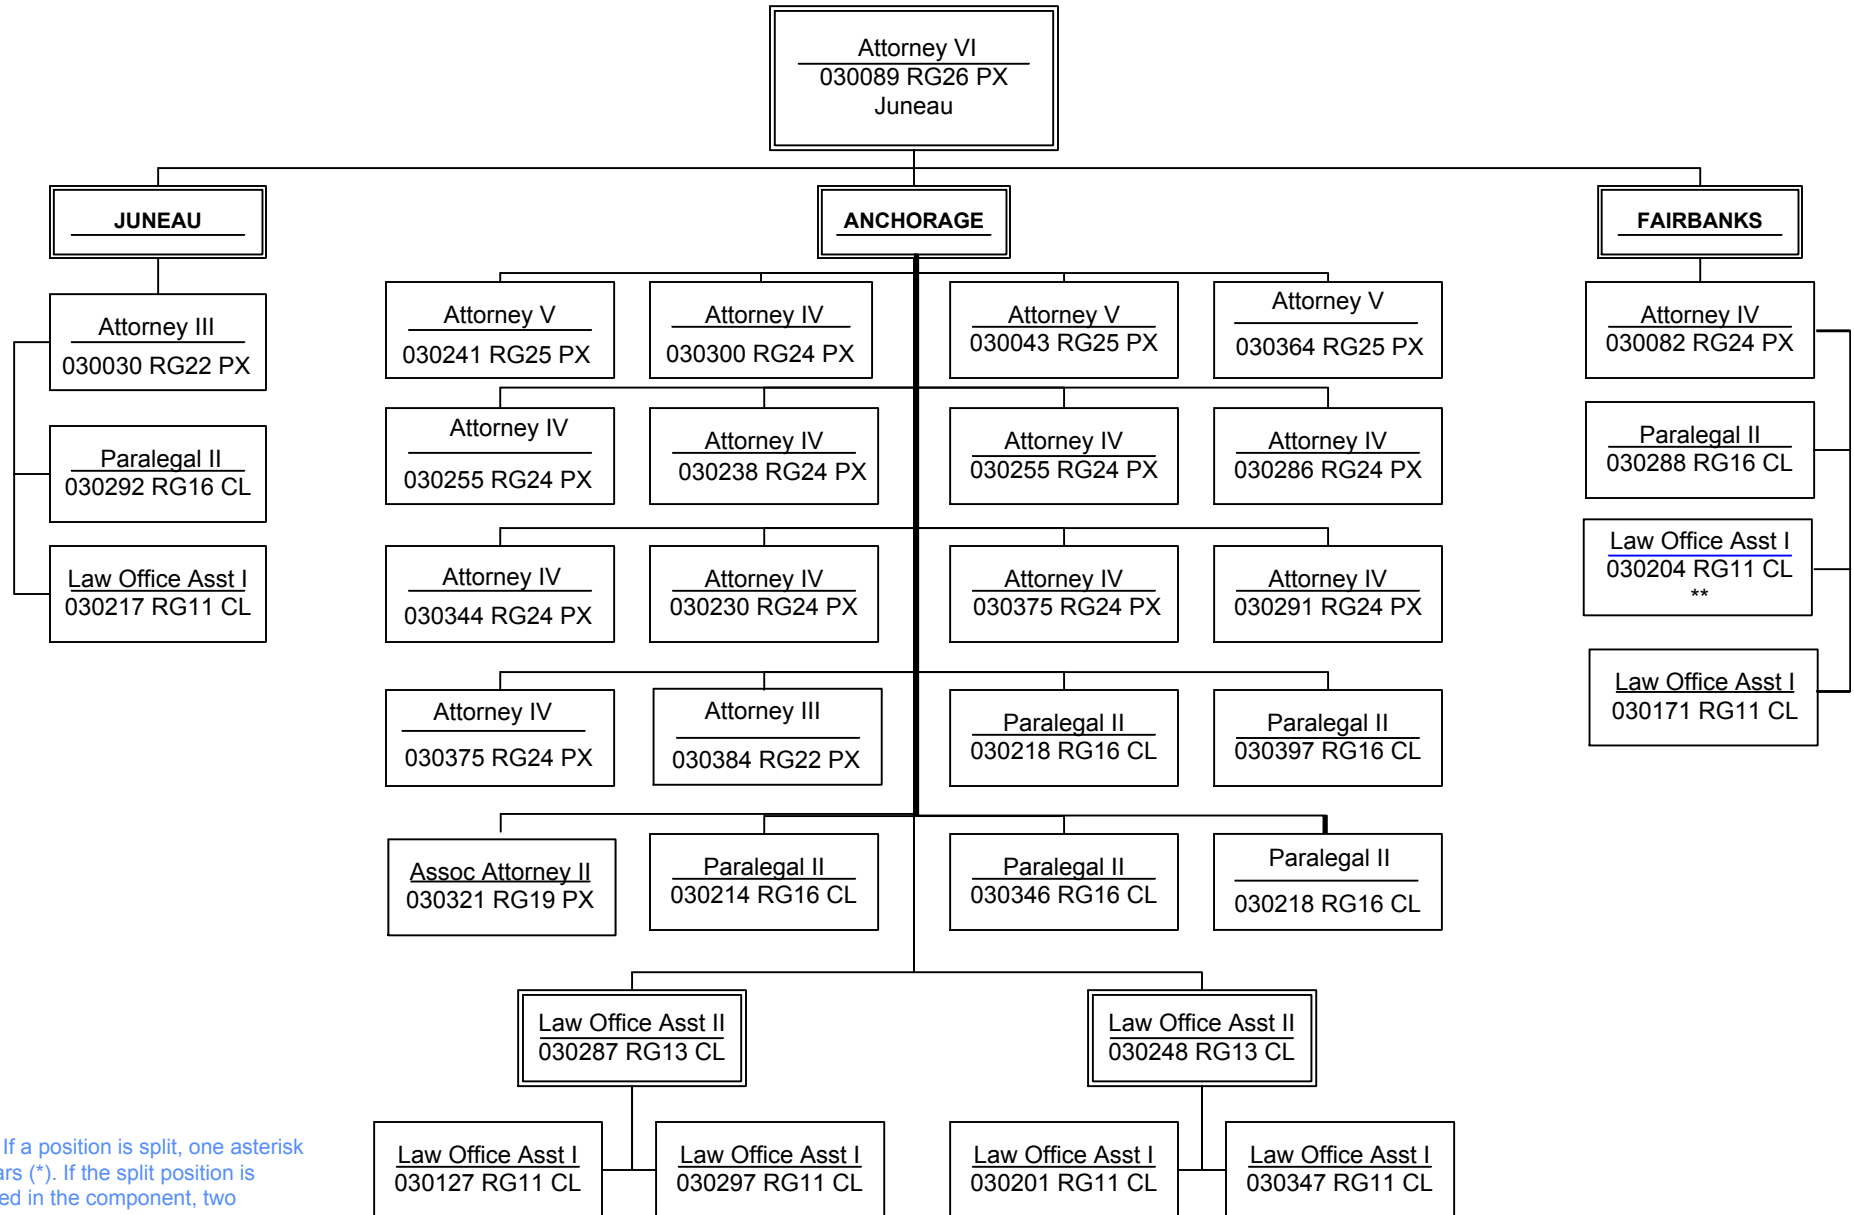 Attorney VI
030089 RG26 PX
Juneau
JUNEAU
ANCHORAGE
FAIRBANKS
Attorney III
030030 RG22 PX
Paralegal II
030292 RG16 CL
Law Office Asst I
030217 RG11 CL
Attorney V
030241 RG25 PX
Attorney IV
030300 RG24 PX
Attorney V
030043 RG25 PX
Attorney V
030364 RG25 PX
Attorney IV
030255 RG24 PX
Attorney IV
030238 RG24 PX
Attorney IV
030255 RG24 PX
Attorney IV
030286 RG24 PX
Attorney IV
030344 RG24 PX
Attorney IV
030230 RG24 PX
Attorney IV
030375 RG24 PX
Attorney IV
030291 RG24 PX
Attorney IV
030375 RG24 PX
Attorney III
030384 RG22 PX
Paralegal II
030218 RG16 CL
Paralegal II
030397 RG16 CL
Assoc Attorney II
030321 RG19 PX
Paralegal II
030214 RG16 CL
Paralegal II
030346 RG16 CL
Paralegal II
030218 RG16 CL
Law Office Asst II
030287 RG13 CL
Law Office Asst II
030248 RG13 CL
Law Office Asst I
030127 RG11 CL
Law Office Asst I
030297 RG11 CL
Law Office Asst I
030201 RG11 CL
Law Office Asst I
030347 RG11 CL
Attorney IV
030082 RG24 PX
Paralegal II
030288 RG16 CL
Law Office Asst I
030204 RG11 CL
**
Law Office Asst I
030171 RG11 CL
If a position is split, one asterisk
ars (*). If the split position is
ed in the component, two